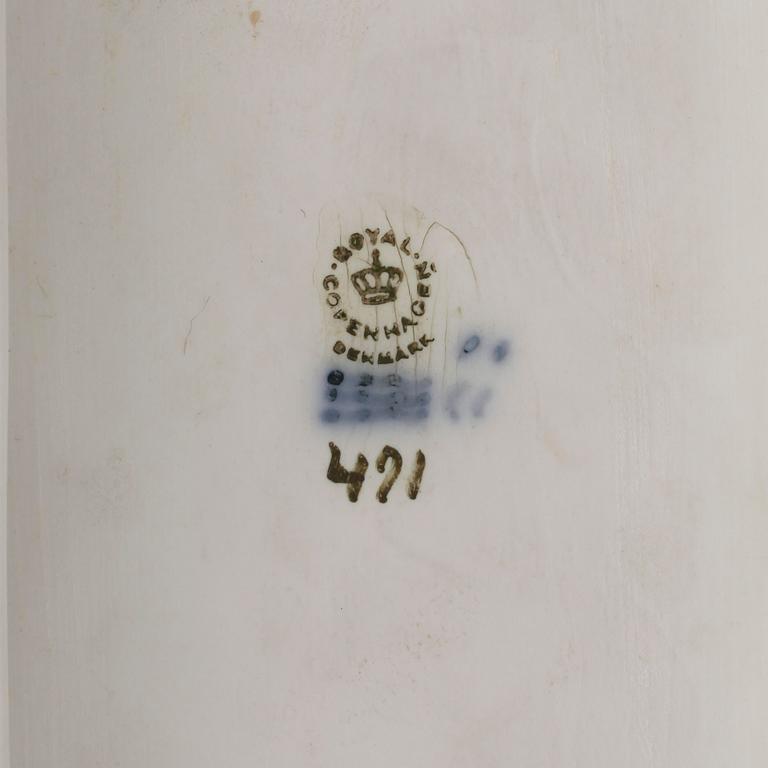 ROYAL
COPENHAGEN
DENMARK
471